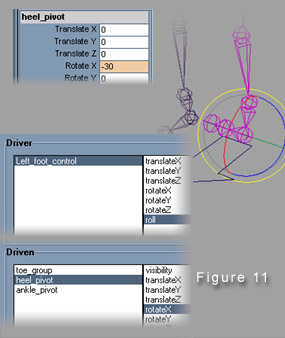 heel_pivot
Translate X 0
Translate Y 0
Translate Z 0
Rotate X -30
Rotate Y 0
Driver
Left_foot_control
translateX
translateY
translateZ
rotateX
rotateY
rotateZ
roll
Driven
toe_group
heel_pivot
ankle_pivot
visibility
translateX
translateY
translateZ
rotateX
rotateY
Figure 11